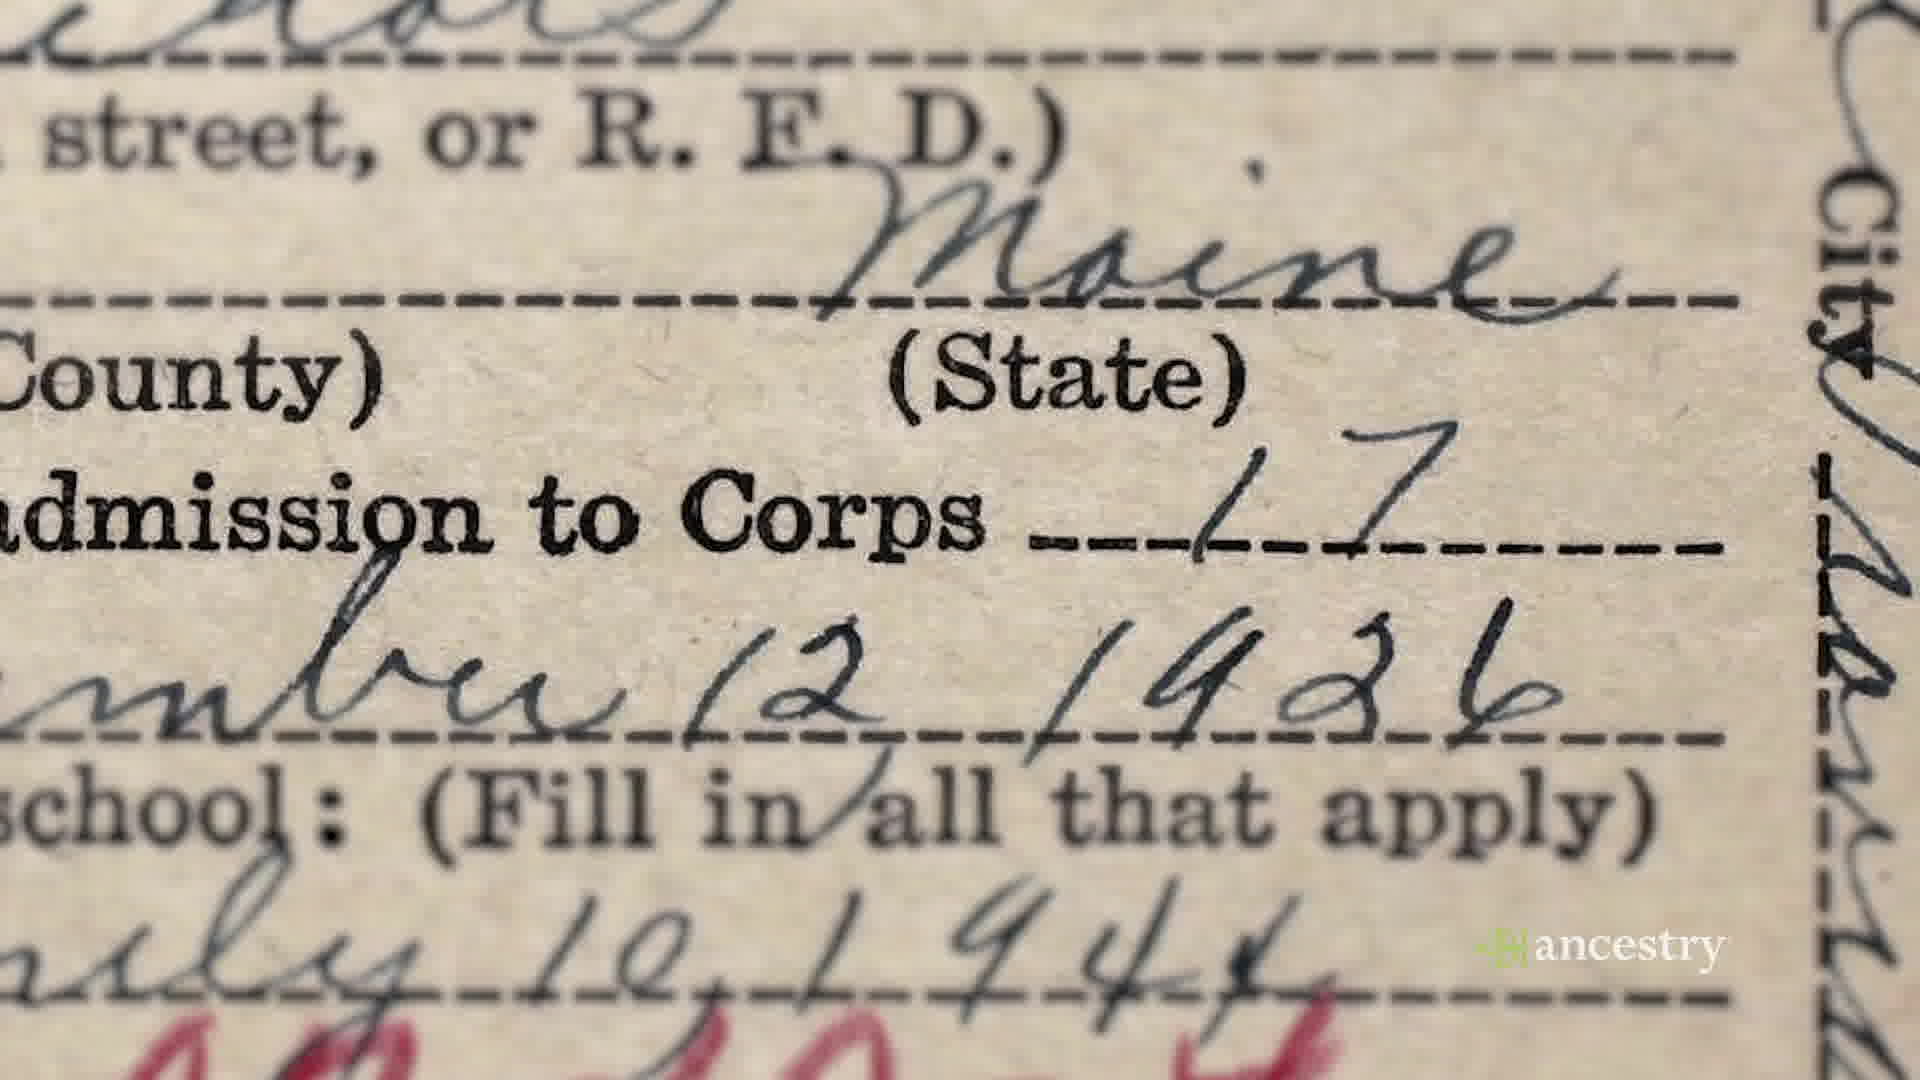 street, or R. F. D.)
Maine
County) (State)
admission to Corps 17
mber 12, 1926
school: (Fill in all that apply)
10, 1944
City
ancestry